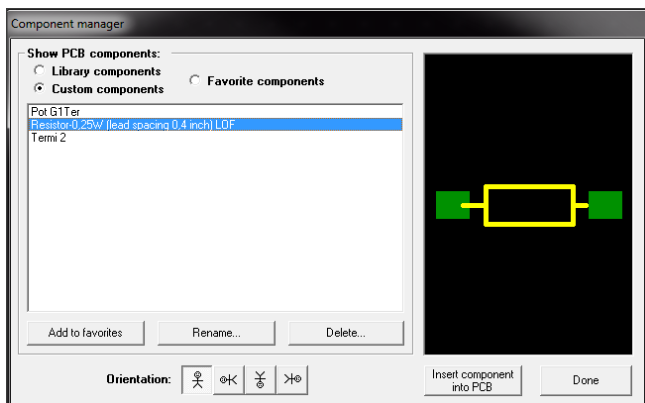 Component manager
Show PCB components:
Library components
Favorite components
Custom components
Pot G1Ter
Resistor-0,25W (lead spacing 0,4 inch) LOF
Termi 2
Add to favorites
Rename...
Delete...
Orientation:
Insert component
into PCB
Done